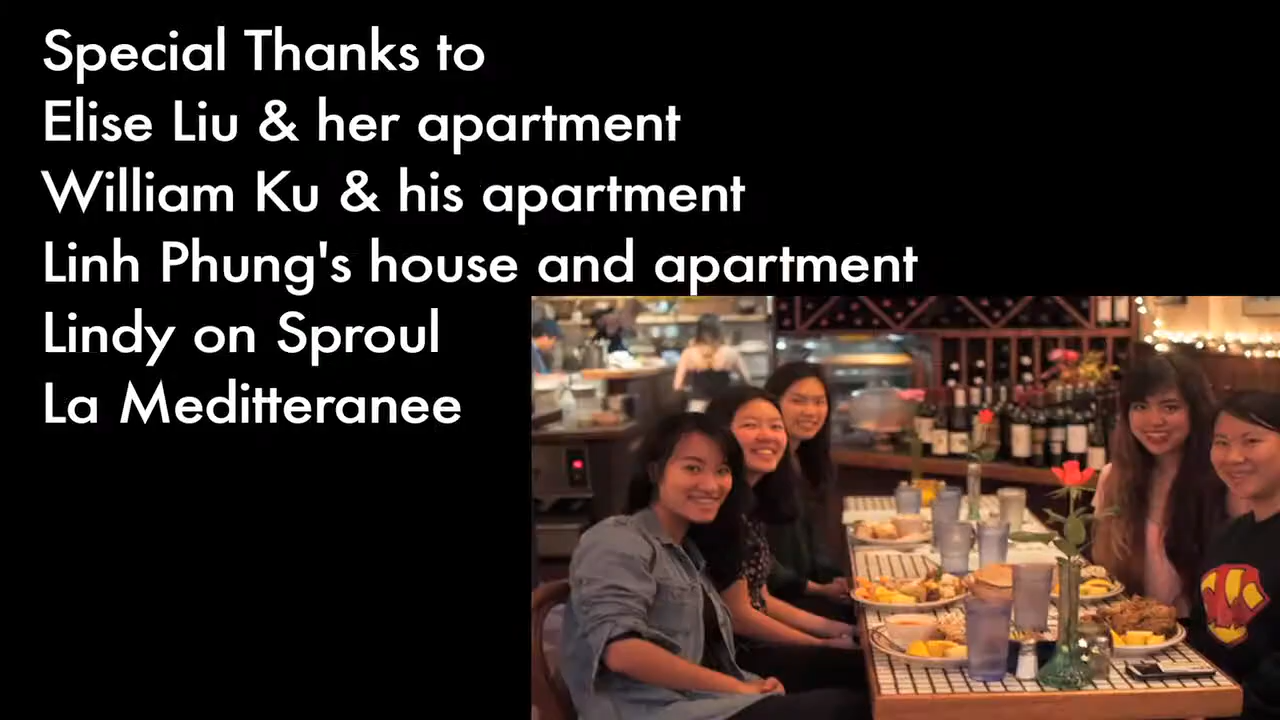 Special Thanks to
Elise Liu & her apartment
William Ku & his apartment
Linh Phung's house and apartment
Lindy on Sproul
La Meditteranee